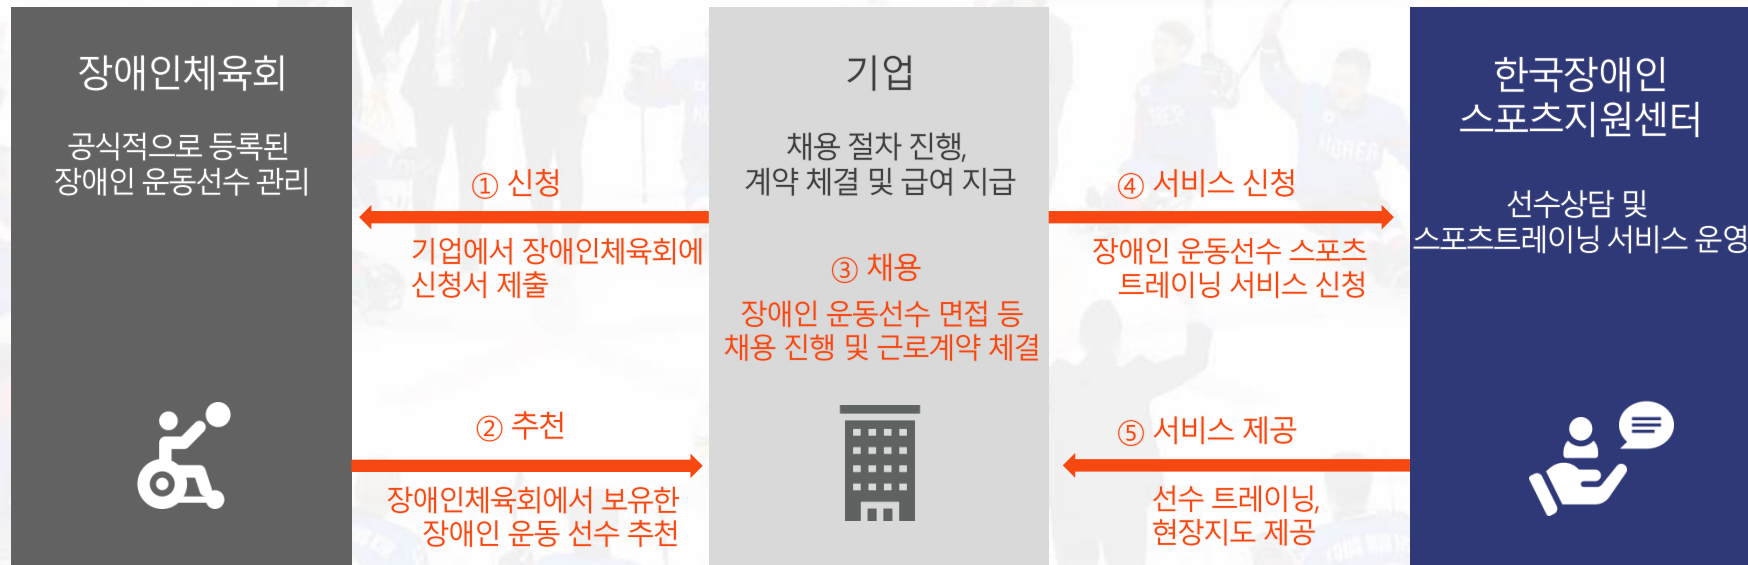 장애인체육회
공식적으로 등록된
장애인 운동선수 관리
① 신청
기업에서 장애인체육회에
신청서 제출
② 추천
장애인체육회에서 보유한
장애인 운동 선수 추천
기업
채용 절차 진행,
계약 체결 및 급여 지급
③ 채용
장애인 운동선수 면접 등
채용 진행 및 근로계약 체결
④ 서비스 신청
장애인 운동선수 스포츠
트레이닝 서비스 신청
⑤ 서비스 제공
선수 트레이닝,
현장지도 제공
한국장애인
스포츠지원센터
선수상담 및
스포츠트레이닝 서비스 운영